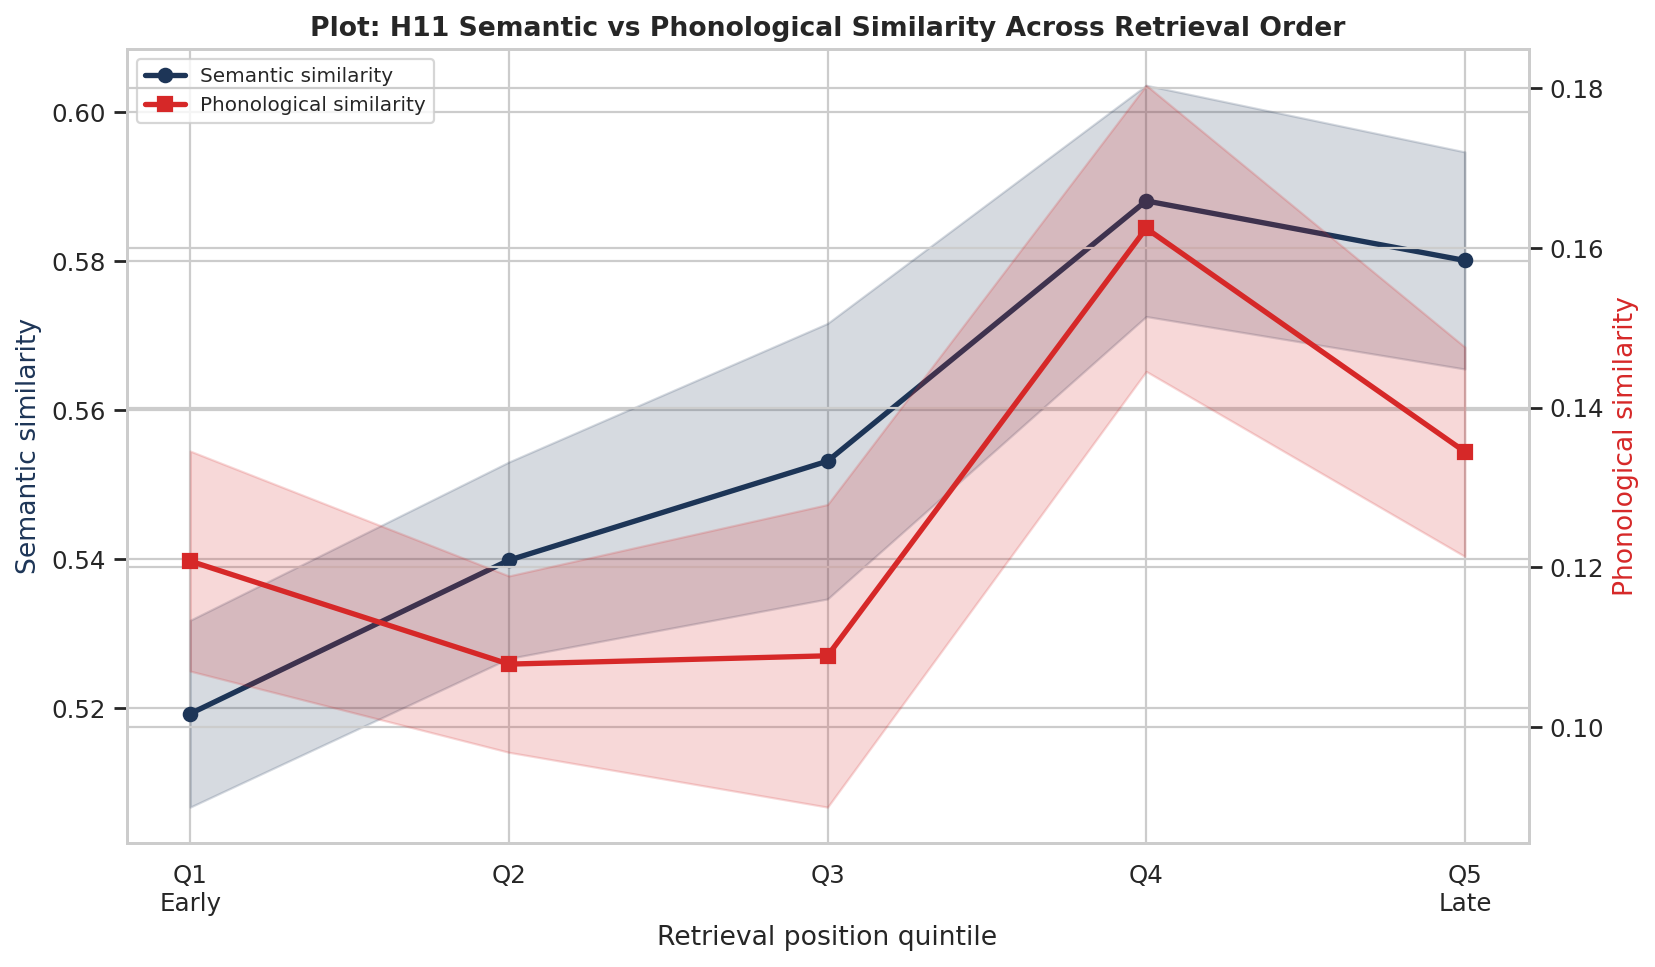 Plot: H11 Semantic vs Phonological Similarity Across Retrieval Order
Semantic similarity
Phonological similarity
0.60
0.58
0.56
0.54
0.52
Semantic similarity
0.18
0.16
0.14
0.12
0.10
Phonological similarity
Q1 Q2 Q3 Q4 Q5
Early Late
Retrieval position quintile